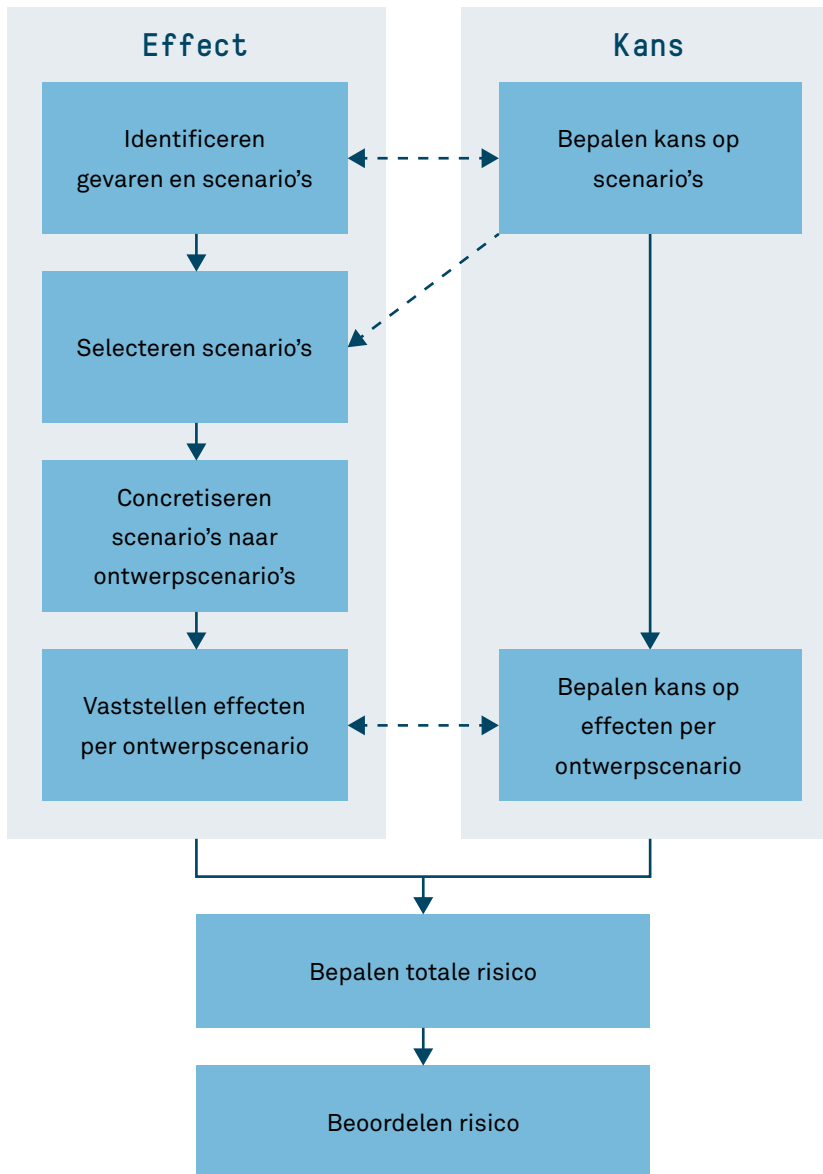 Effect
Identificeren
gevaren en scenario’s
Selecteren scenario’s
Concretiseren
scenario’s naar
ontwerpscenario’s
Vaststellen effecten
per ontwerpscenario
Kans
Bepalen kans op
scenario’s
Bepalen kans op
effecten per
ontwerpscenario
Bepalen totale risico
Beoordelen risico